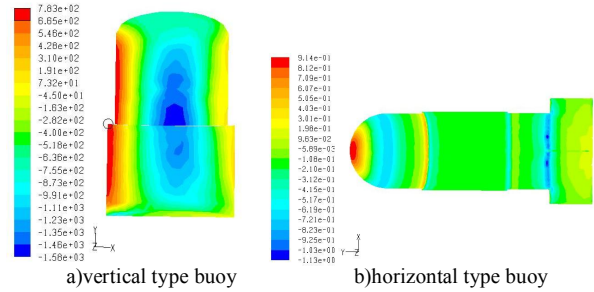 7.83e+02
6.65e+02
5.46e+02
4.28e+02
3.10e+02
1.91e+02
7.32e+01
-4.50e+01
-1.63e+02
-2.82e+02
-4.00e+02
-5.18e+02
-6.36e+02
-7.55e+02
-8.73e+02
-9.91e+02
-1.11e+03
-1.23e+03
-1.35e+03
-1.46e+03
-1.58e+03
Y
Z X
a)vertical type buoy
9.14e-01
8.12e-01
7.09e-01
6.07e-01
5.05e-01
4.03e-01
3.01e-01
1.98e-01
9.63e-02
-5.89e-03
-1.08e-01
-2.10e-01
-3.12e-01
-4.15e-01
-5.17e-01
-6.19e-01
-7.21e-01
-8.23e-01
-9.25e-01
-1.03e+00
-1.13e+00
X
Y Z
b)horizontal type buoy